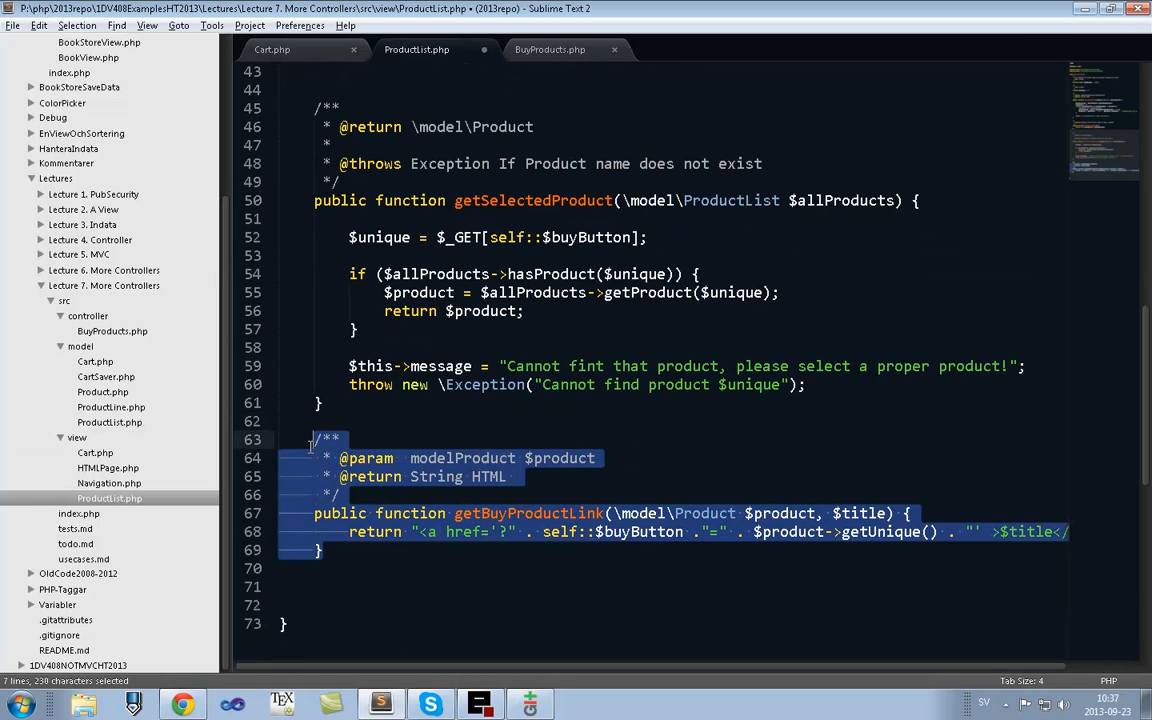 P:\php\2013repo\1DV408ExamplesHT2013\Lectures\Lecture 7. More Controllers\src\view\ProductList.php • (2013repo) - Sublime Text 2
File Edit Selection Find View Goto Tools Project Preferences Help
BookStoreView.php
BookView.php
index.php
BookStoreSaveData
ColorPicker
Debug
EnViewOchSortering
HanteraIndata
Kommentarer
Lectures
Lecture 1. PubSecurity
Lecture 2. A View
Lecture 3. Indata
Lecture 4. Controller
Lecture 5. MVC
Lecture 6. More Controllers
Lecture 7. More Controllers
src
controller
BuyProducts.php
model
Cart.php
CartSaver.php
Product.php
ProductLine.php
ProductList.php
view
Cart.php
HTMLPage.php
Navigation.php
ProductList.php
index.php
tests.md
todo.md
usecases.md
OldCode2008-2012
PHP-Taggar
Variabler
.gitattributes
.gitignore
README.md
1DV408NOTMVCHT2013
Cart.php ProductList.php BuyProducts.php
43
44
45 /**
46 * @return \model\Product
47 *
48 * @throws Exception If Product name does not exist
49 */
50 public function getSelectedProduct(\model\ProductList $allProducts) {
51
52 $unique = $_GET[self::$buyButton];
53
54 if ($allProducts->hasProduct($unique)) {
55 $product = $allProducts->getProduct($unique);
56 return $product;
57 }
58
59 $this->message = "Cannot fint that product, please select a proper product!";
60 throw new \Exception("Cannot find product $unique");
61 }
62
63 /**
64 * @param modelProduct $product
65 * @return String HTML
66 */
67 public function getBuyProductLink(\model\Product $product, $title) {
68 return "<a href='?" . self::$buyButton ."=" . $product->getUnique() . "' >$title</
69 }
70
71
72
73 }
7 lines, 230 characters selected
Tab Size: 4 PHP
SV
10:37
2013-09-23